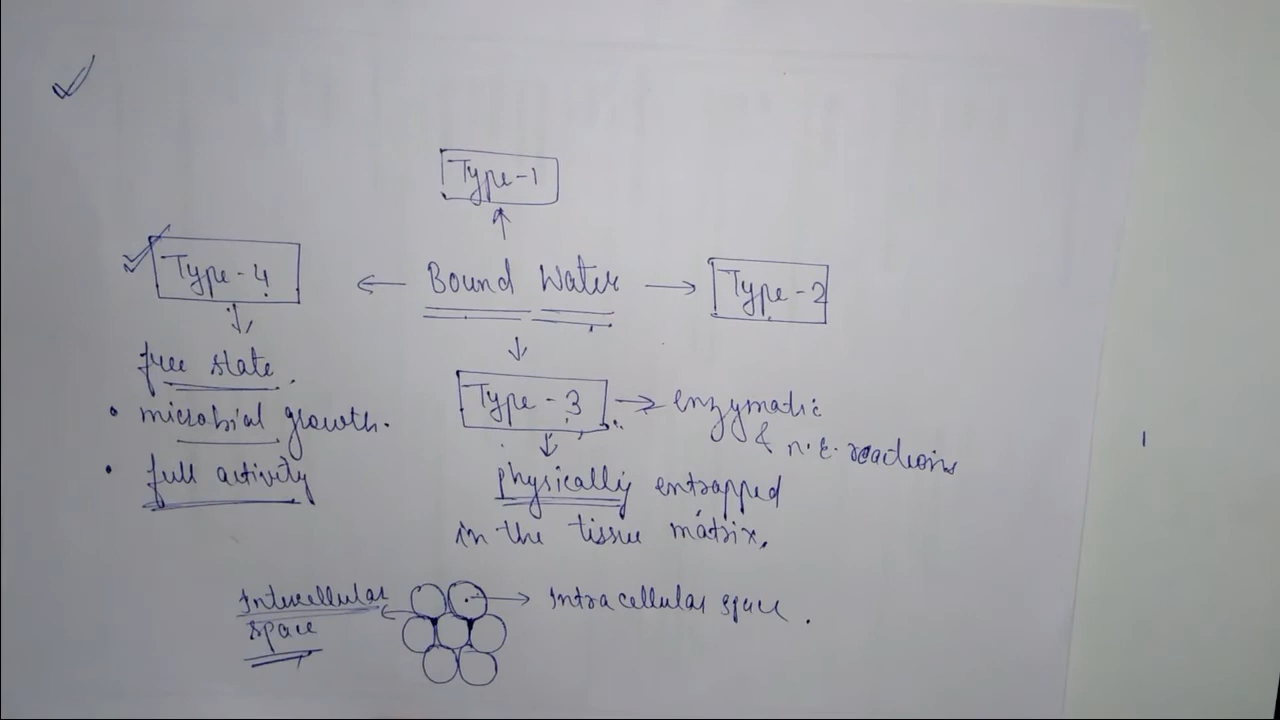 Type-1
Type-4
Bound Water
Type-2
free state.
• microbial growth.
• full activity
Type-3
enzymatic
& n.E. reactions
physically entrapped
in the tissue matrix.
Intercellular
space
Intracellular space.